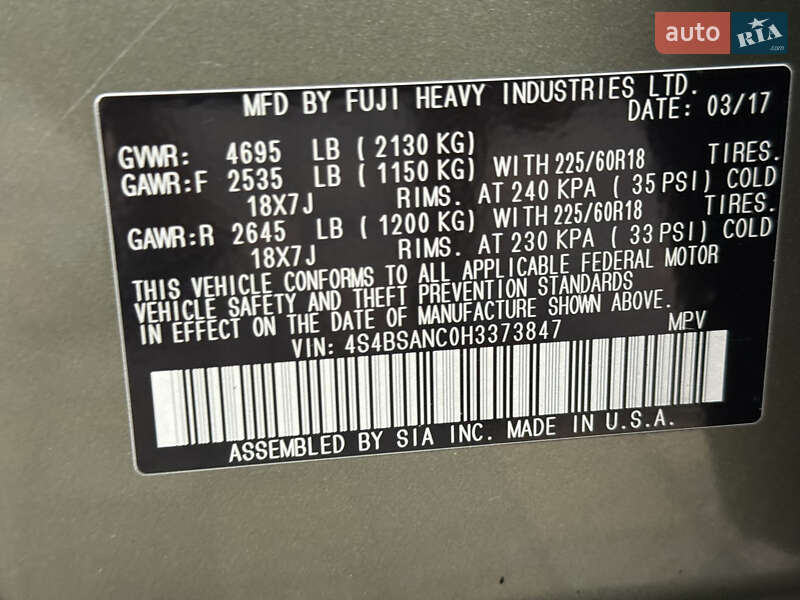 auto RIA.com
MFD BY FUJI HEAVY INDUSTRIES LTD.
DATE: 03/17
GVWR: 4695 LB ( 2130 KG)
GAWR:F 2535 LB ( 1150 KG) WITH 225/60R18 TIRES.
18X7J RIMS. AT 240 KPA ( 35 PSI) COLD
GAWR:R 2645 LB ( 1200 KG) WITH 225/60R18 TIRES.
18X7J RIMS. AT 230 KPA ( 33 PSI) COLD
THIS VEHICLE CONFORMS TO ALL APPLICABLE FEDERAL MOTOR
VEHICLE SAFETY AND THEFT PREVENTION STANDARDS
IN EFFECT ON THE DATE OF MANUFACTURE SHOWN ABOVE.
VIN: 4S4BSANC0H3373847 MPV
ASSEMBLED BY SIA INC. MADE IN U.S.A.